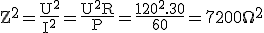 Z² = U²/I² = U²R/P = 120².30/60 = 7200Ω²